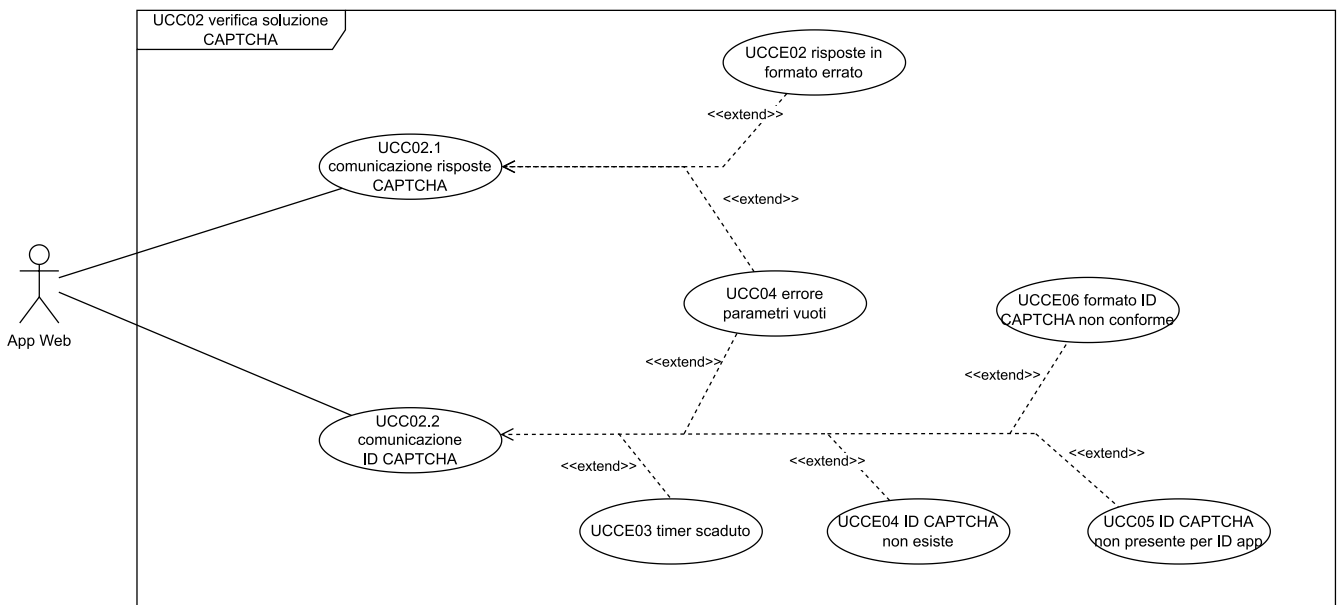 UCC02 verifica soluzione
CAPTCHA
UCCE02 risposte in
formato errato
<<extend>>
UCC02.1
comunicazione risposte
CAPTCHA
<<extend>>
App Web
UCC04 errore
parametri vuoti
UCCE06 formato ID
CAPTCHA non conforme
<<extend>>
<<extend>>
UCC02.2
comunicazione
ID CAPTCHA
<<extend>>
<<extend>>
<<extend>>
UCCE03 timer scaduto
UCCE04 ID CAPTCHA
non esiste
UCC05 ID CAPTCHA
non presente per ID app